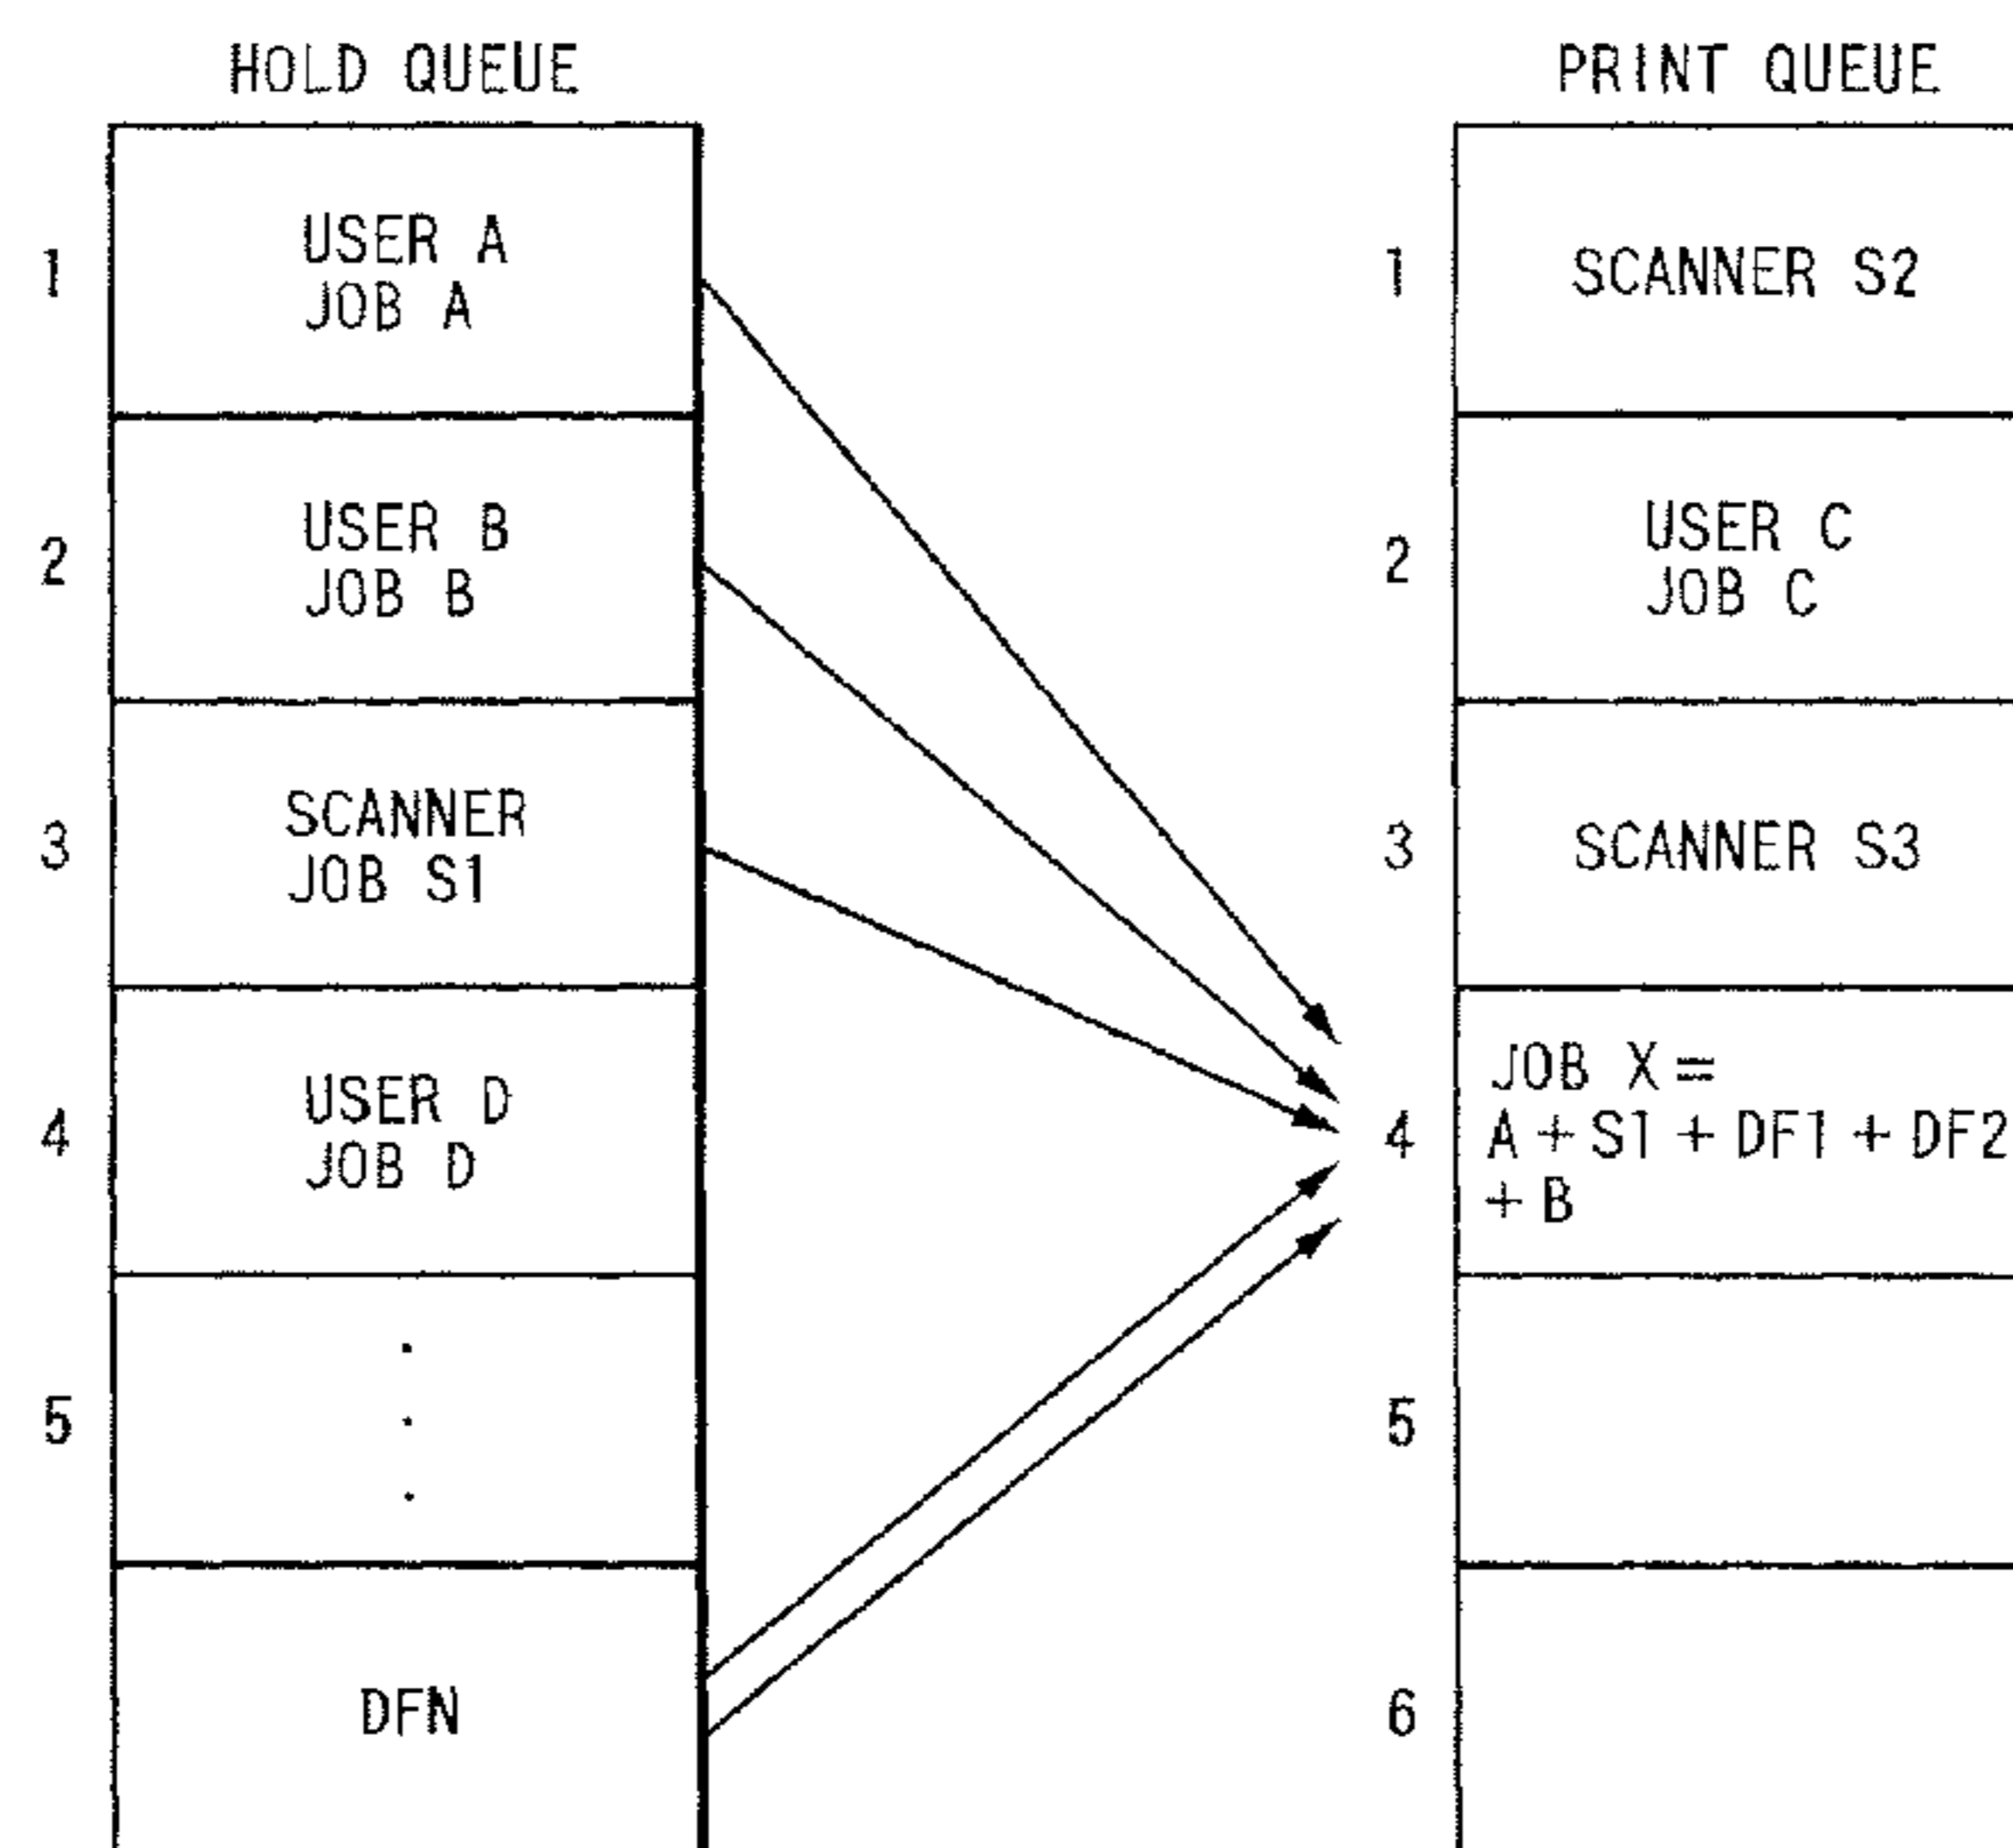 HOLD QUEUE
1
USER A
JOB A
2
USER B
JOB B
3
SCANNER
JOB S1
4
USER D
JOB D
5
DFN
PRINT QUEUE
1
SCANNER S2
2
USER C
JOB C
3
SCANNER S3
4
JOB X =
A + S1 + DF1 + DF2
+ B
5
6